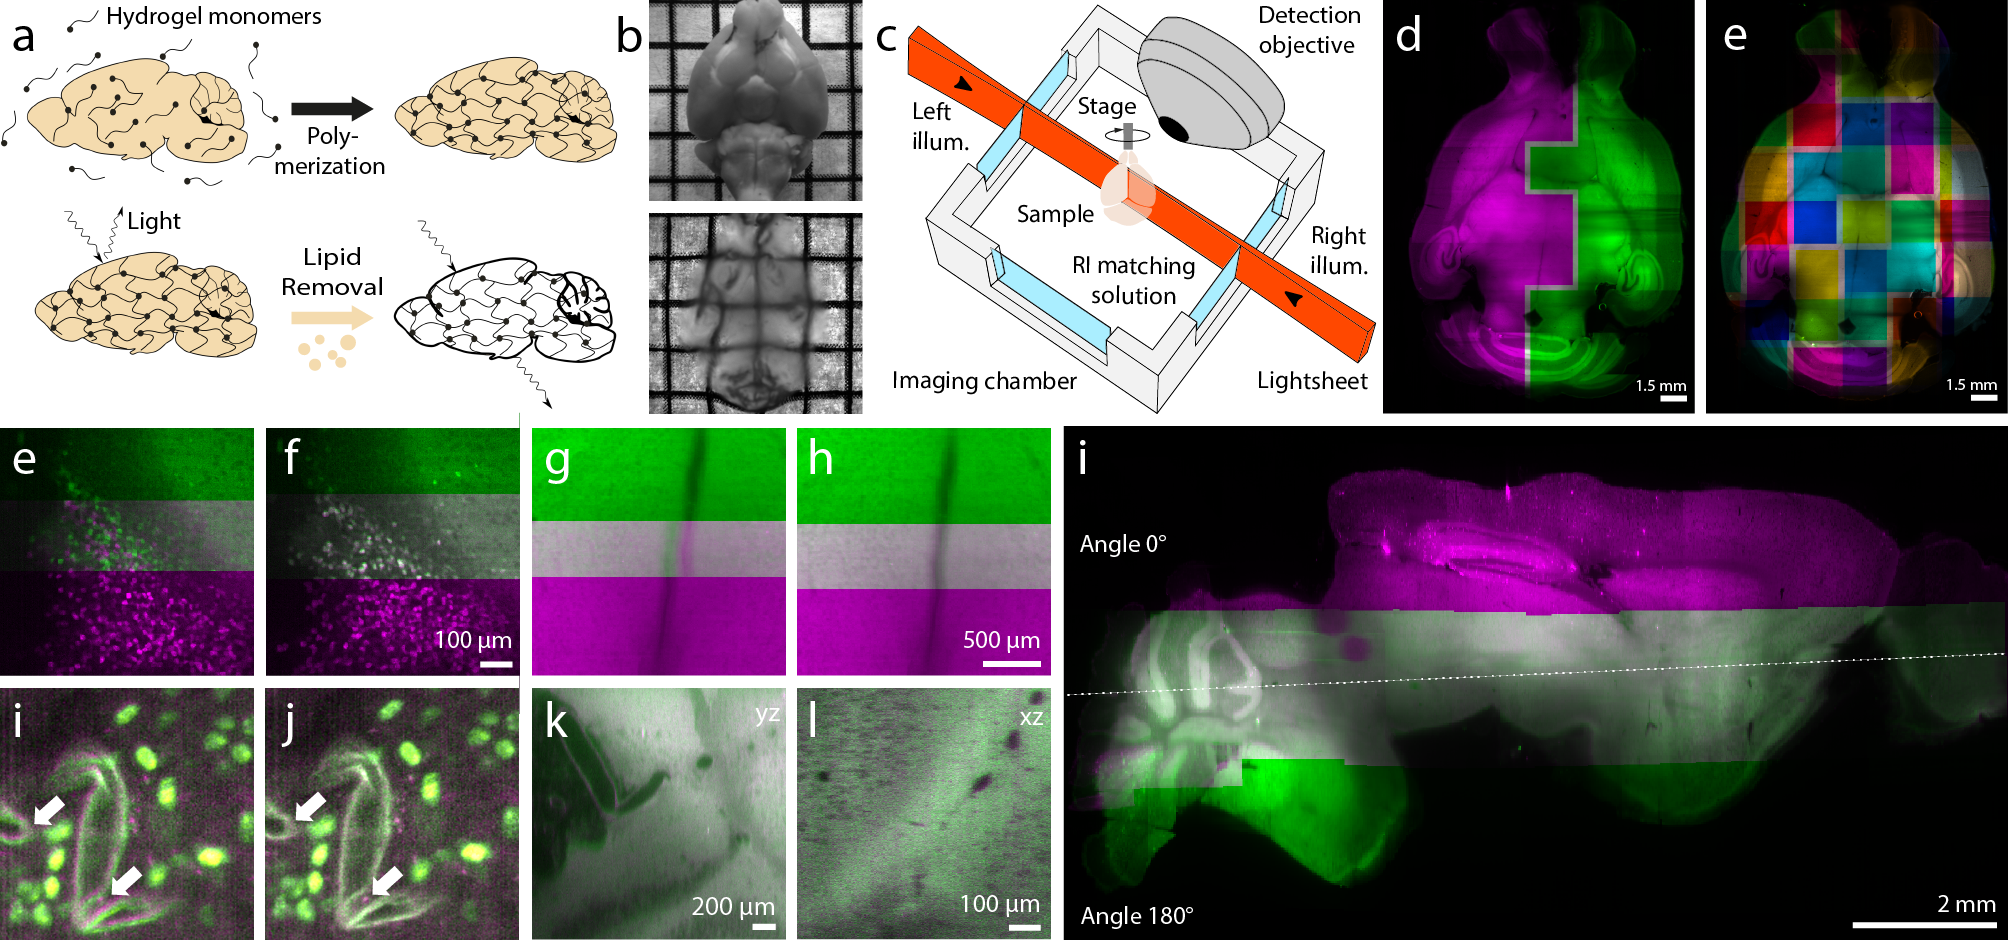 a
Hydrogel monomers
Poly-
merization
Light
Lipid
Removal
b
c
Detection
objective
Left
illum.
Stage
Sample
RI matching
solution
Right
illum.
Imaging chamber
Lightsheet
d
1.5 mm
e
1.5 mm
e
f
100 µm
g
h
500 µm
i
Angle 0°
Angle 180°
2 mm
i
j
k
yz
200 µm
l
xz
100 µm